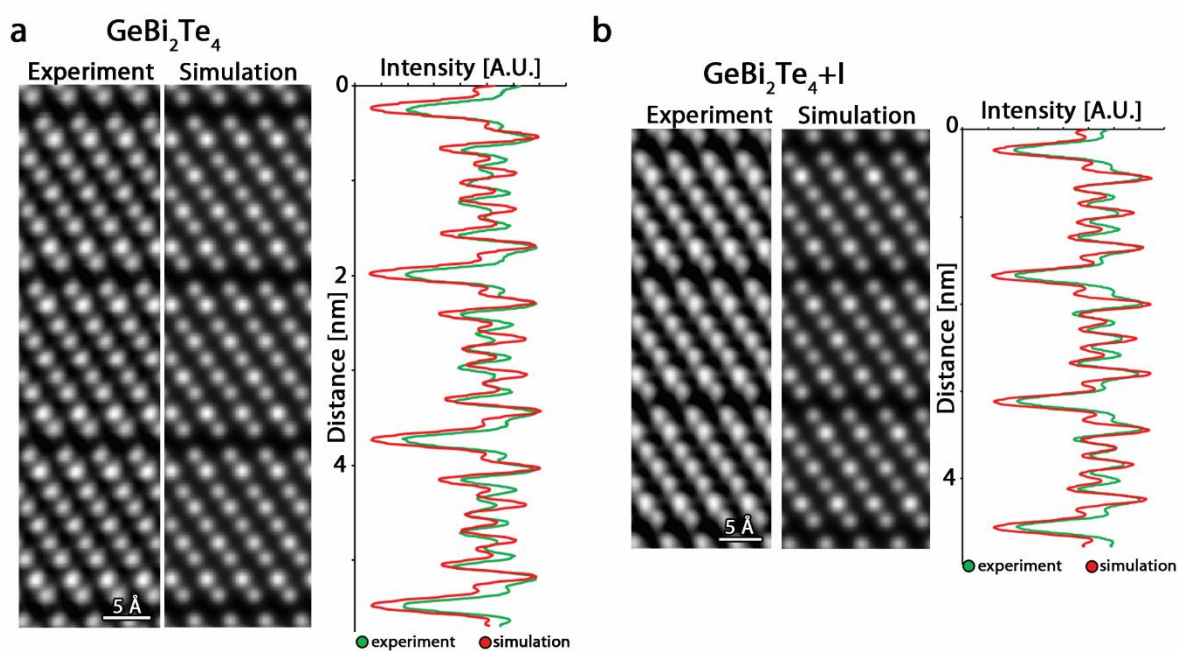 a
GeBi₂Te₄
Experiment Simulation
Intensity [A.U.]
0
2
4
Distance [nm]
5 Å
experiment simulation
b
GeBi₂Te₄+I
Experiment Simulation
Intensity [A.U.]
0
2
4
Distance [nm]
5 Å
experiment simulation